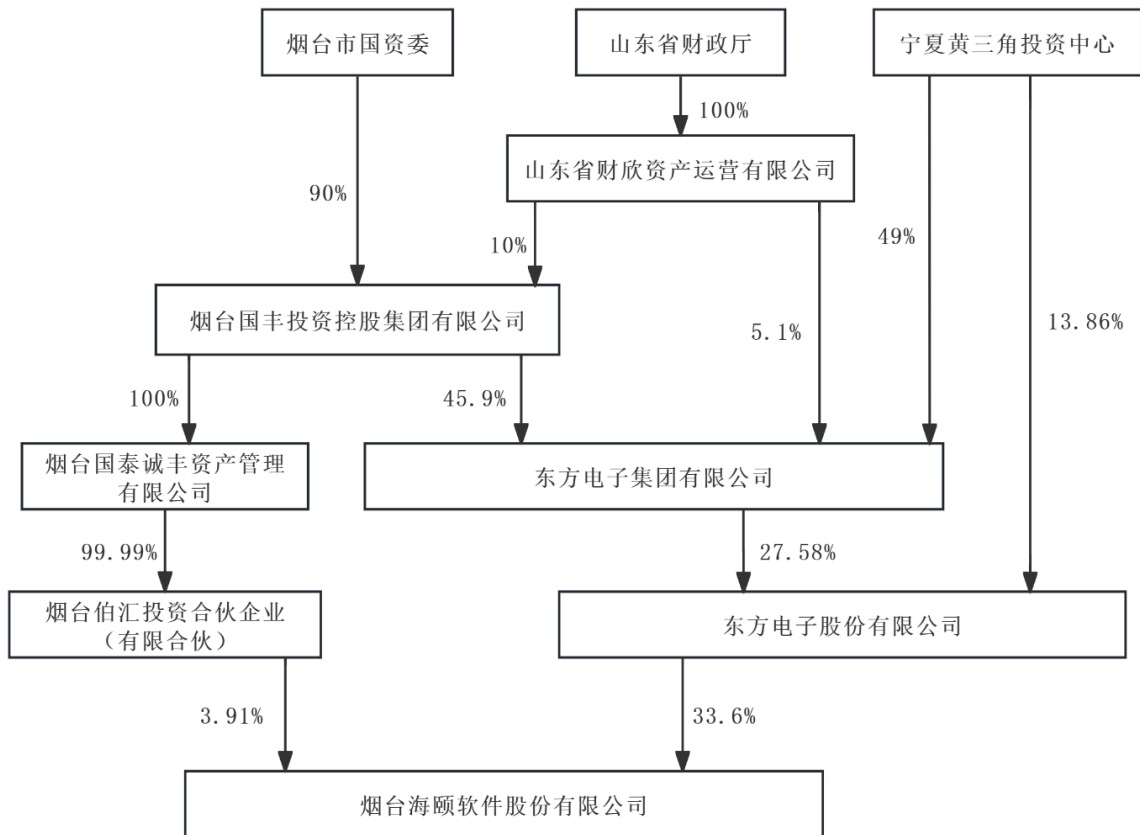 烟台市国资委
山东省财政厅
宁夏黄三角投资中心
100%
山东省财欣资产运营有限公司
90%
10%
49%
烟台国丰投资控股集团有限公司
5.1%
13.86%
100%
45.9%
烟台国泰诚丰资产管理
有限公司
东方电子集团有限公司
99.99%
27.58%
烟台伯汇投资合伙企业
（有限合伙）
东方电子股份有限公司
3.91%
33.6%
烟台海颐软件股份有限公司